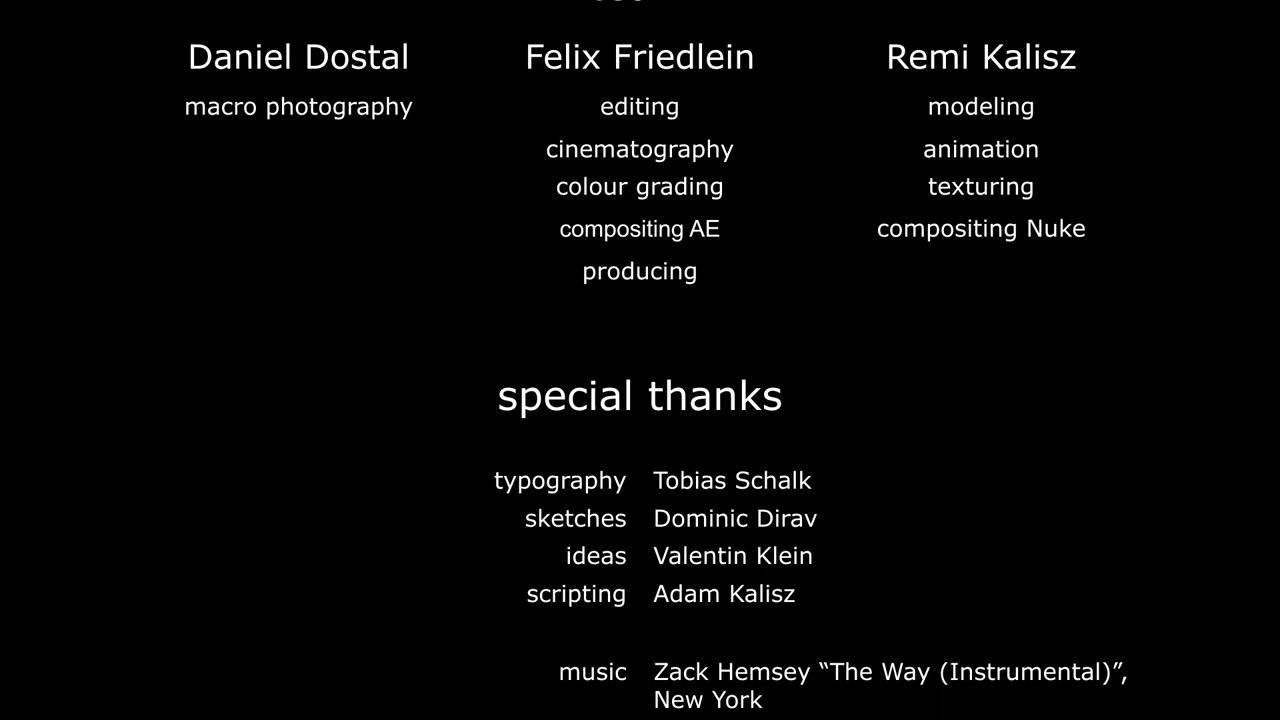 Daniel Dostal
macro photography
Felix Friedlein
editing
cinematography
colour grading
compositing AE
producing
Remi Kalisz
modeling
animation
texturing
compositing Nuke
special thanks
typography Tobias Schalk
sketches Dominic Dirav
ideas Valentin Klein
scripting Adam Kalisz
music Zack Hemsey “The Way (Instrumental)”,
New York